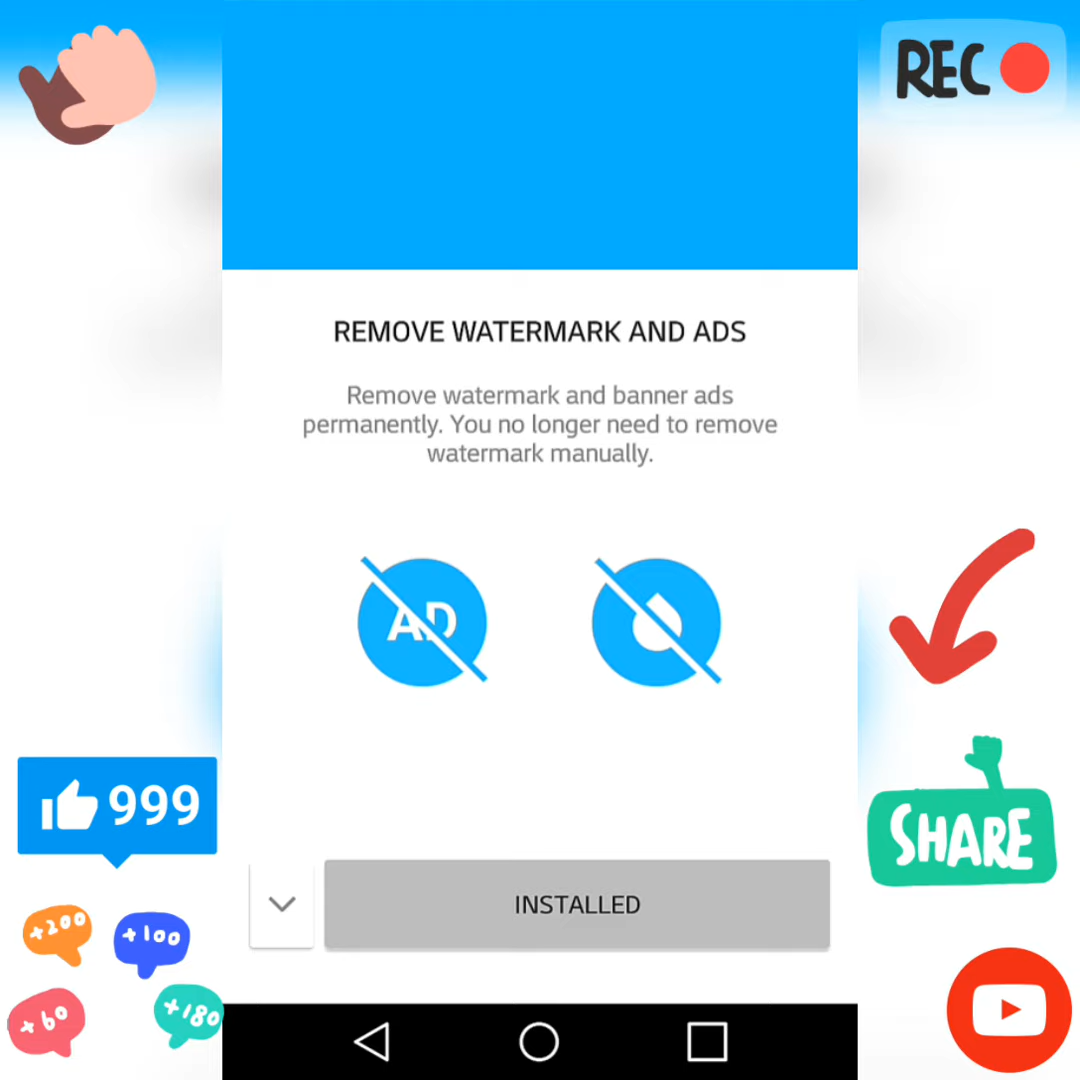 REC
REMOVE WATERMARK AND ADS
Remove watermark and banner ads
permanently. You no longer need to remove
watermark manually.
AD
999
SHARE
INSTALLED
+200
+100
+60
+180